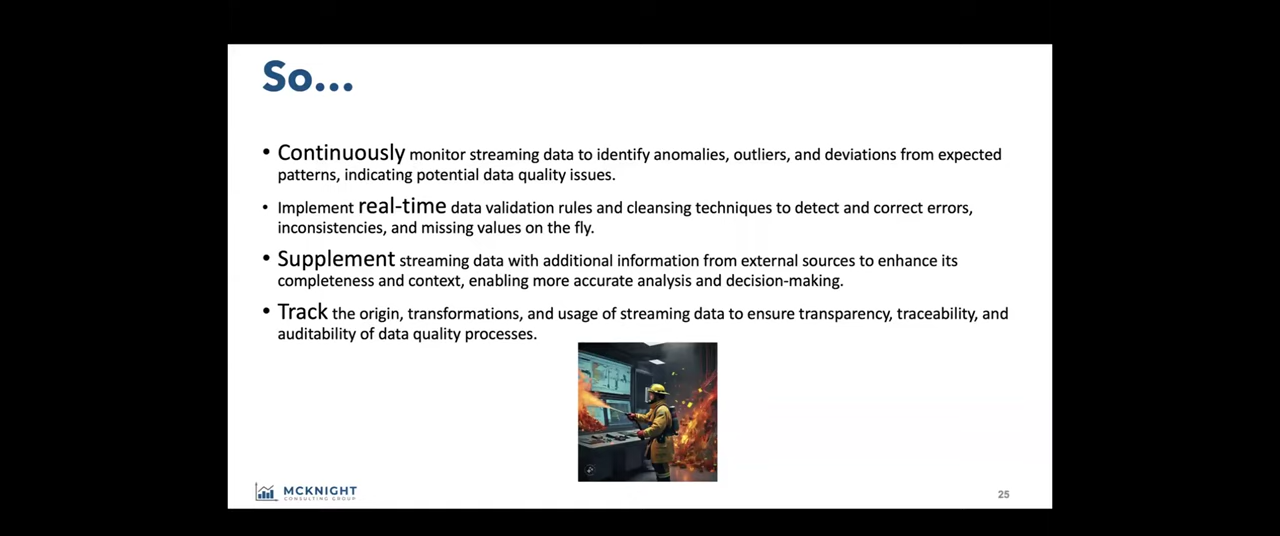 So...
• Continuously monitor streaming data to identify anomalies, outliers, and deviations from expected
patterns, indicating potential data quality issues.
• Implement real-time data validation rules and cleansing techniques to detect and correct errors,
inconsistencies, and missing values on the fly.
• Supplement streaming data with additional information from external sources to enhance its
completeness and context, enabling more accurate analysis and decision-making.
• Track the origin, transformations, and usage of streaming data to ensure transparency, traceability, and
auditability of data quality processes.
MCKNIGHT
CONSULTING GROUP
25